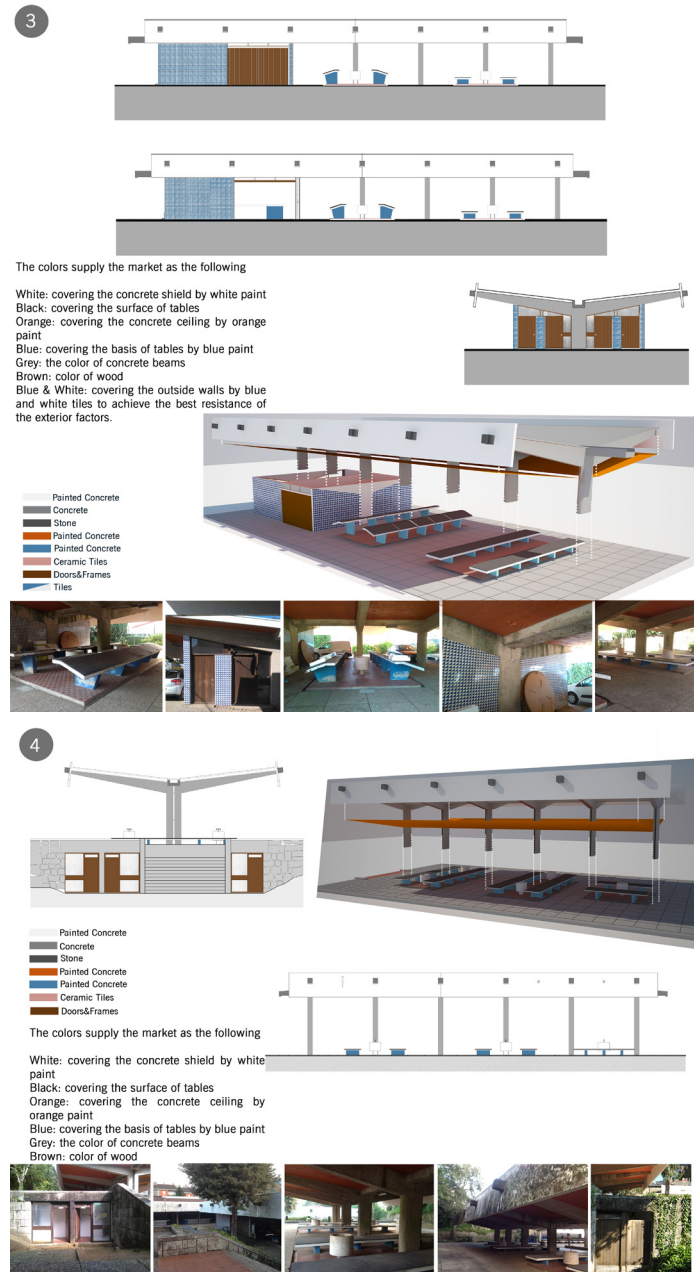 3
The colors supply the market as the following
White: covering the concrete shield by white paint
Black: covering the surface of tables
Orange: covering the concrete ceiling by orange
paint
Blue: covering the basis of tables by blue paint
Grey: the color of concrete beams
Brown: color of wood
Blue & White: covering the outside walls by blue
and white tiles to achieve the best resistance of
the exterior factors.
Painted Concrete
Concrete
Stone
Painted Concrete
Painted Concrete
Ceramic Tiles
Doors&Frames
Tiles
4
Painted Concrete
Concrete
Stone
Painted Concrete
Painted Concrete
Ceramic Tiles
Doors&Frames
The colors supply the market as the following
White: covering the concrete shield by white
paint
Black: covering the surface of tables
Orange: covering the concrete ceiling by
orange paint
Blue: covering the basis of tables by blue paint
Grey: the color of concrete beams
Brown: color of wood